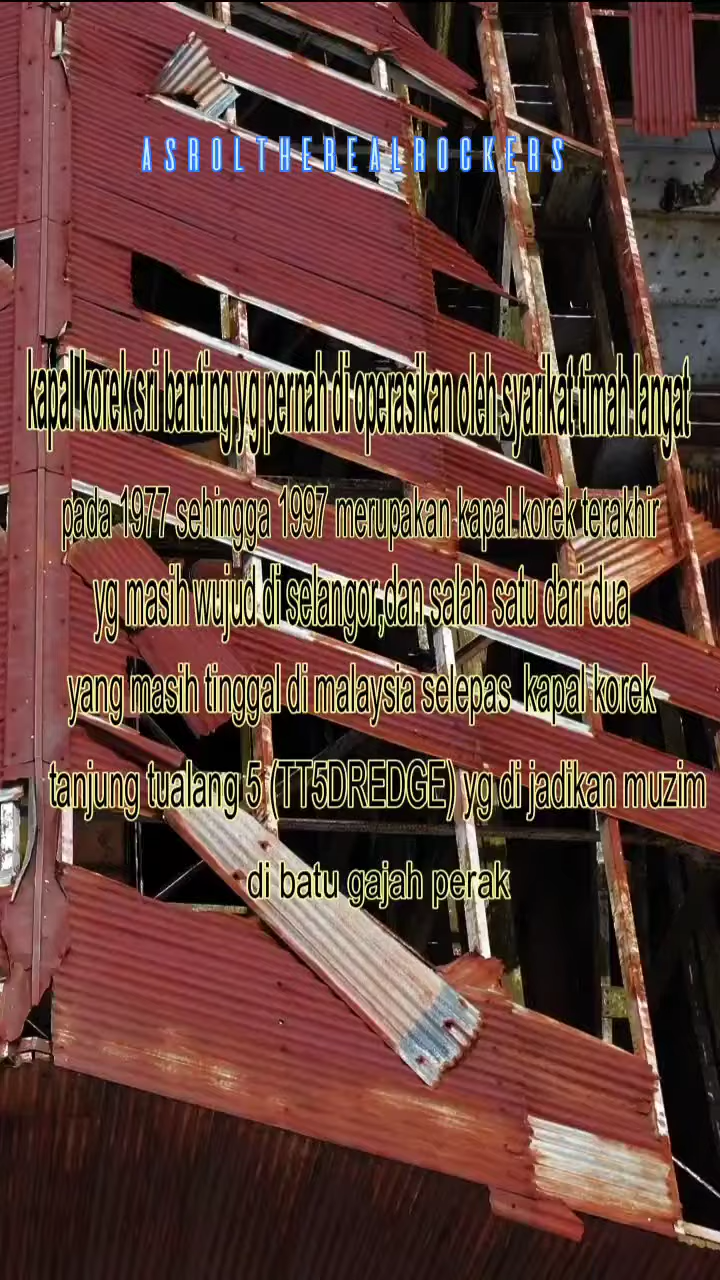 ASROLTHEREALROCKERS
kapal korek sri banting yg pernah di operasikan oleh syarikat timah langat
pada 1977 sehingga 1997 merupakan kapal korek terakhir
yg masih wujud di selangor,dan salah satu dari dua
yang masih tinggal di malaysia selepas kapal korek
tanjung tualang 5 (TT5DREDGE) yg di jadikan muzim
di batu gajah perak